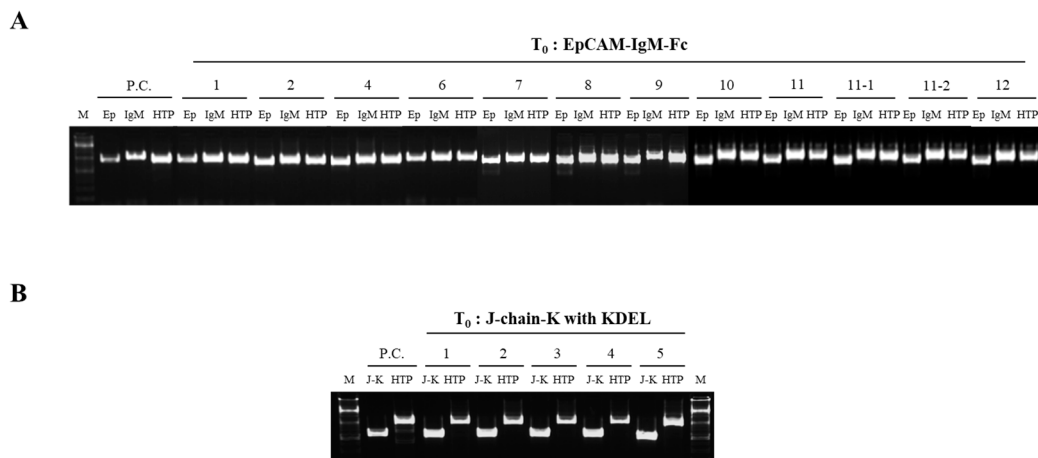 A
T0 : EpCAM-IgM-Fc
P.C. 1 2 4 6 7 8 9 10 11 11-1 11-2 12
M Ep IgM HTP Ep IgM HTP Ep IgM HTP Ep IgM HTP Ep IgM HTP Ep IgM HTP Ep IgM HTP Ep IgM HTP Ep IgM HTP Ep IgM HTP Ep IgM HTP Ep IgM HTP Ep IgM HTP
B
T0 : J-chain-K with KDEL
P.C. 1 2 3 4 5
M J-K HTP J-K HTP J-K HTP J-K HTP J-K HTP J-K HTP M